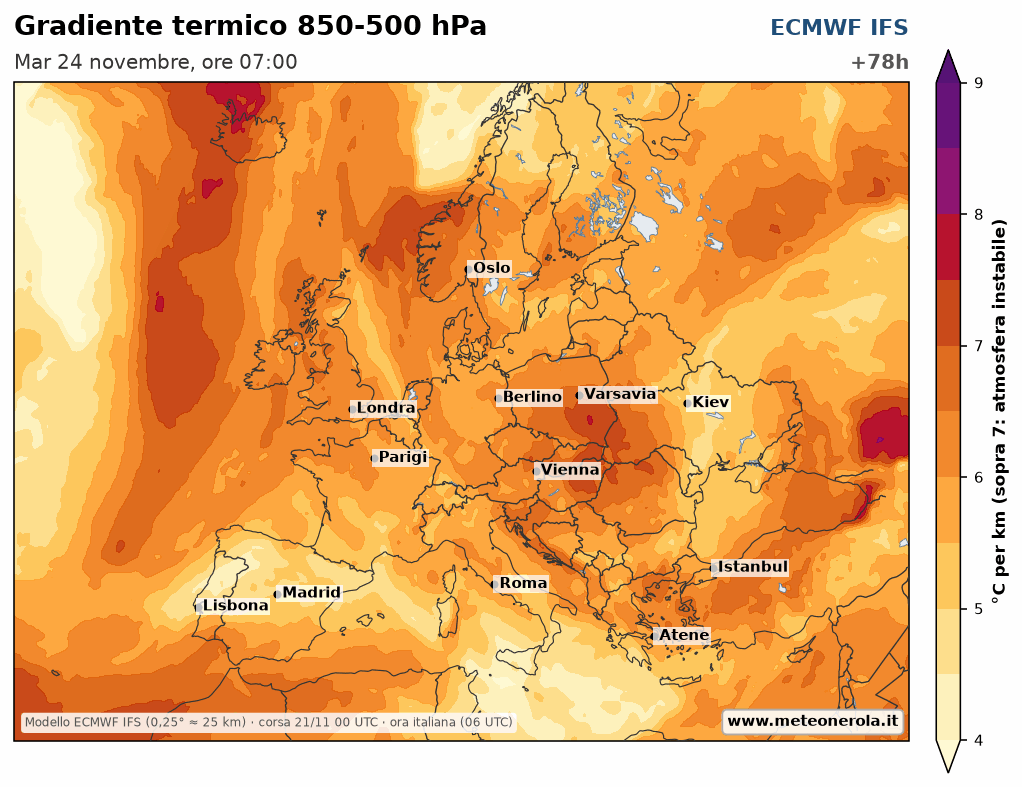 Gradiente termico 850-500 hPa
ECMWF IFS
Mar 24 novembre, ore 07:00
+78h
Oslo
Londra
Berlino
Varsavia
Kiev
Parigi
Vienna
Istanbul
Roma
Madrid
Lisbona
Atene
Modello ECMWF IFS (0,25° ≈ 25 km) · corsa 21/11 00 UTC · ora italiana (06 UTC)
www.meteonerola.it
9
8
7
6
5
4
°C per km (sopra 7: atmosfera instabile)